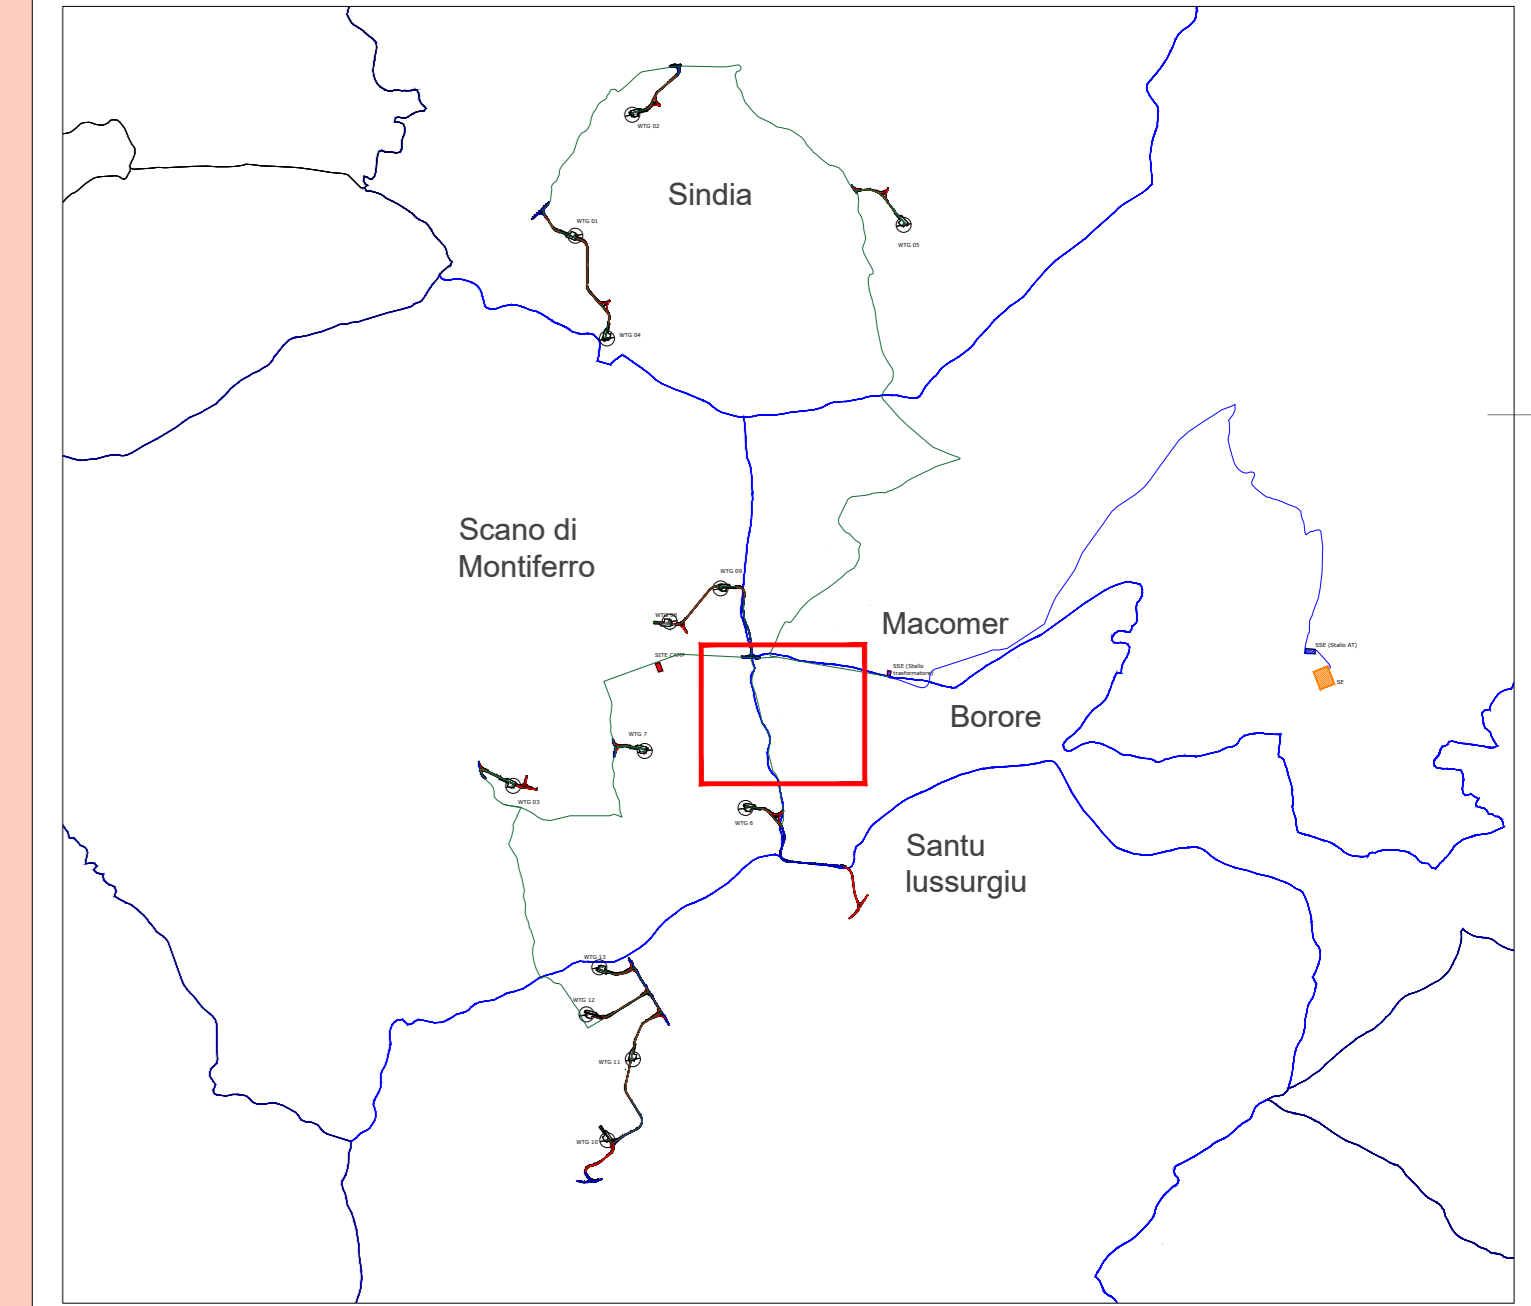 WTG 02
Sindia
WTG 01
WTG 05
WTG 04
Scano di
Montiferro
WTG 09
WTG 08
Macomer
SITE CAMP
SSE (Stallo
trasformatore)
SSE (Stallo AT)
SE
Borore
WTG 7
WTG 03
WTG 6
Santu
lussurgiu
WTG 13
WTG 12
WTG 11
WTG 10